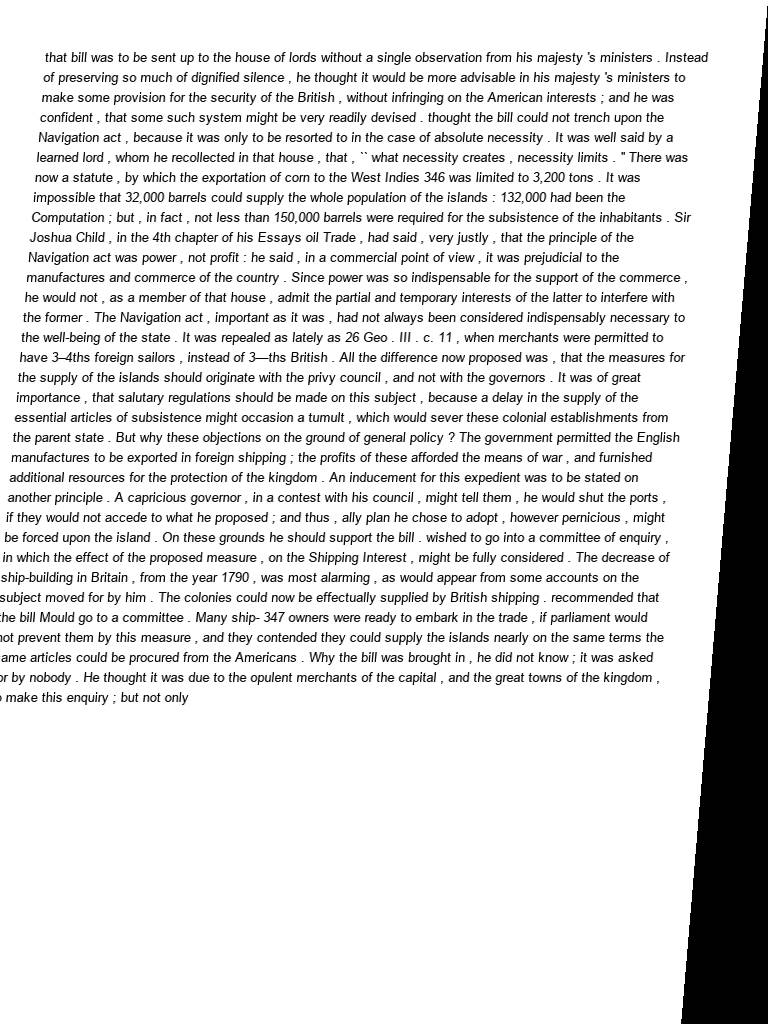 that bill was to be sent up to the house of lords without a single observation from his majesty 's ministers . Instead
of preserving so much of dignified silence , he thought it would be more advisable in his majesty 's ministers to
make some provision for the security of the British , without infringing on the American interests ; and he was
confident , that some such system might be very readily devised . thought the bill could not trench upon the
Navigation act , because it was only to be resorted to in the case of absolute necessity . It was well said by a
learned lord , whom he recollected in that house , that , `` what necessity creates , necessity limits . '' There was
now a statute , by which the exportation of corn to the West Indies 346 was limited to 3,200 tons . It was
impossible that 32,000 barrels could supply the whole population of the islands : 132,000 had been the
Computation ; but , in fact , not less than 150,000 barrels were required for the subsistence of the inhabitants . Sir
Joshua Child , in the 4th chapter of his Essays oil Trade , had said , very justly , that the principle of the
Navigation act was power , not profit : he said , in a commercial point of view , it was prejudicial to the
manufactures and commerce of the country . Since power was so indispensable for the support of the commerce ,
he would not , as a member of that house , admit the partial and temporary interests of the latter to interfere with
the former . The Navigation act , important as it was , had not always been considered indispensably necessary to
the well-being of the state . It was repealed as lately as 26 Geo . III . c. 11 , when merchants were permitted to
have 3–4ths foreign sailors , instead of 3—ths British . All the difference now proposed was , that the measures for
the supply of the islands should originate with the privy council , and not with the governors . It was of great
importance , that salutary regulations should be made on this subject , because a delay in the supply of the
essential articles of subsistence might occasion a tumult , which would sever these colonial establishments from
the parent state . But why these objections on the ground of general policy ? The government permitted the English
manufactures to be exported in foreign shipping ; the profits of these afforded the means of war , and furnished
additional resources for the protection of the kingdom . An inducement for this expedient was to be stated on
another principle . A capricious governor , in a contest with his council , might tell them , he would shut the ports ,
if they would not accede to what he proposed ; and thus , ally plan he chose to adopt , however pernicious , might
be forced upon the island . On these grounds he should support the bill . wished to go into a committee of enquiry ,
in which the effect of the proposed measure , on the Shipping Interest , might be fully considered . The decrease of
ship-building in Britain , from the year 1790 , was most alarming , as would appear from some accounts on the
subject moved for by him . The colonies could now be effectually supplied by British shipping . recommended that
the bill Mould go to a committee . Many ship- 347 owners were ready to embark in the trade , if parliament would
not prevent them by this measure , and they contended they could supply the islands nearly on the same terms the
ame articles could be procured from the Americans . Why the bill was brought in , he did not know ; it was asked
or by nobody . He thought it was due to the opulent merchants of the capital , and the great towns of the kingdom ,
make this enquiry ; but not only